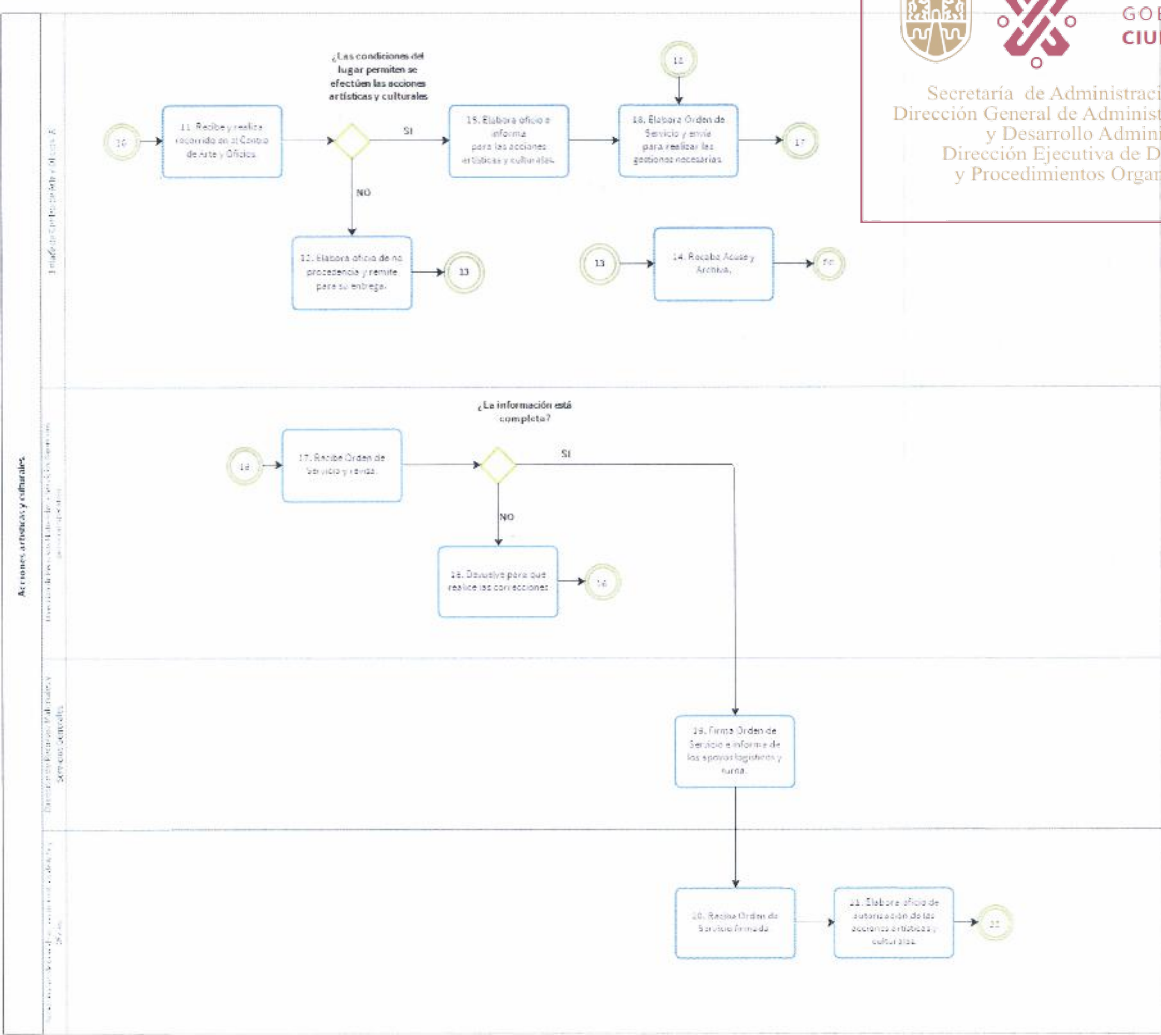 GOB
CIU
Secretaría de Administraci
Dirección General de Administ
y Desarrollo Admini
Dirección Ejecutiva de D
y Procedimientos Organ
Acciones artísticas y culturales
¿Las condiciones del
lugar permiten se
efectúen las acciones
artísticas y culturales
10
11. Recibe y realiza
recorrido en el Centro
de Arte y Oficios.
SI
15. Elabora oficio e
informa
para las acciones
artísticas y culturales.
16. Elabora Orden de
Servicio y envía
para realizar las
gestiones necesarias.
17
NO
12. Elabora oficio de no
procedencia y remite
para su entrega.
13
13
14. Recaba Acuse y
Archiva.
¿La información está
completa?
17. Recibe Orden de
Servicio y revisa.
SI
NO
18. Devuelve para que
realice las correcciones
16
Servicios Generales
19. Firma Orden de
Servicio e informa de
los apoyos logísticos y
turna.
20. Recibe Orden de
Servicio firmada
21. Elabora oficio de
autorización de las
acciones artísticas y
culturales.